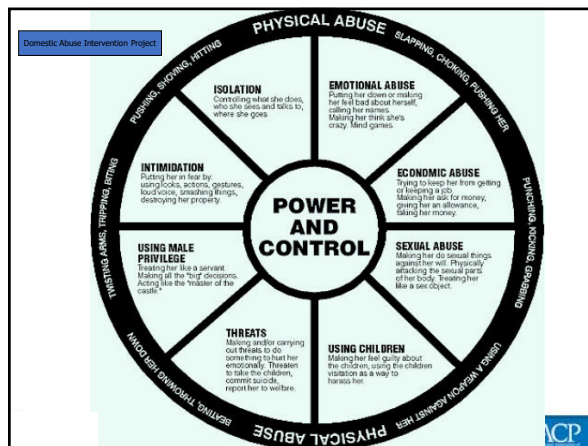 Domestic Abuse Intervention Project
PHYSICAL ABUSE
PUSHING, SHOVING, HITTING
SLAPPING, CHOKING, PUSHING HER
TWISTING ARMS, TRIPPING, BITING
PUNCHING, KICKING, GRABBING
BEATING, THROWING HER DOWN
USING A WEAPON AGAINST HER
PHYSICAL ABUSE
POWER
AND
CONTROL
ISOLATION
Controlling what she does,
who she sees and talks to,
where she goes
EMOTIONAL ABUSE
Putting her down or making
her feel bad about herself,
calling her names.
Making her think she's
crazy. Mind games.
INTIMIDATION
Putting her in fear by:
using looks, actions, gestures,
loud voice, smashing things,
destroying her property.
ECONOMIC ABUSE
Trying to keep her from getting
or keeping a job.
Making her ask for money,
giving her an allowance,
taking her money.
USING MALE
PRIVILEGE
Treating her like a servant.
Making all the "big" decisions.
Acting like the "master of the
castle."
SEXUAL ABUSE
Making her do sexual things
against her will. Physically
attacking the sexual parts
of her body. Treating her
like a sex object.
THREATS
Making and/or carrying
out threats to do
something to hurt her
emotionally. Threaten
to take the children,
commit suicide,
report her to welfare.
USING CHILDREN
Making her feel guilty about
the children, using the children
visitation as a way to
harass her.
ACP